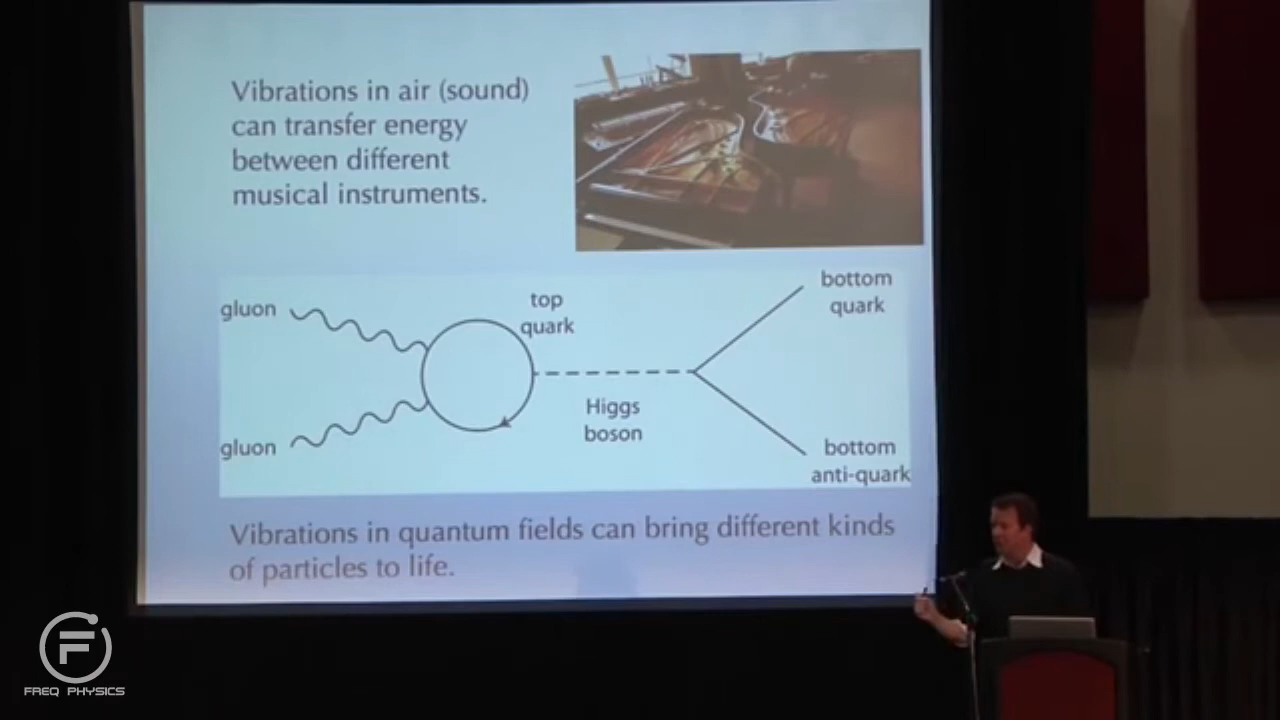 Vibrations in air (sound)
can transfer energy
between different
musical instruments.
gluon
top
quark
bottom
quark
Higgs
boson
gluon
bottom
anti-quark
Vibrations in quantum fields can bring different kinds
of particles to life.
F
FREQ PHYSICS